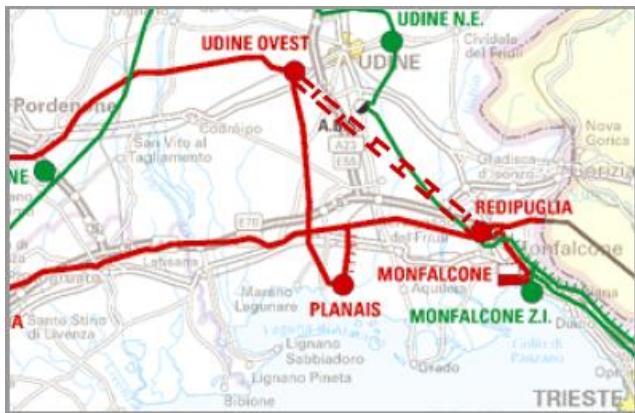 UDINE N.E.
UDINE OVEST
Cividale
del Friuli
UDINE
Pordenone
Codroipo
A23
E55
Nova
Gorica
San Vito al
Tagliamento
Gradisca
d'Isonzo
GORIZIA
NE
REDIPUGLIA
E70
Monfalcone
Latisana
MONFALCONE
Marano
Lagunare
Aquileia
PLANAIS
MONFALCONE Z.I.
Santo Stino
di Livenza
Lignano
Sabbiadoro
Grado
Golfo di
Panzano
Lignano Pineta
Bibione
TRIESTE